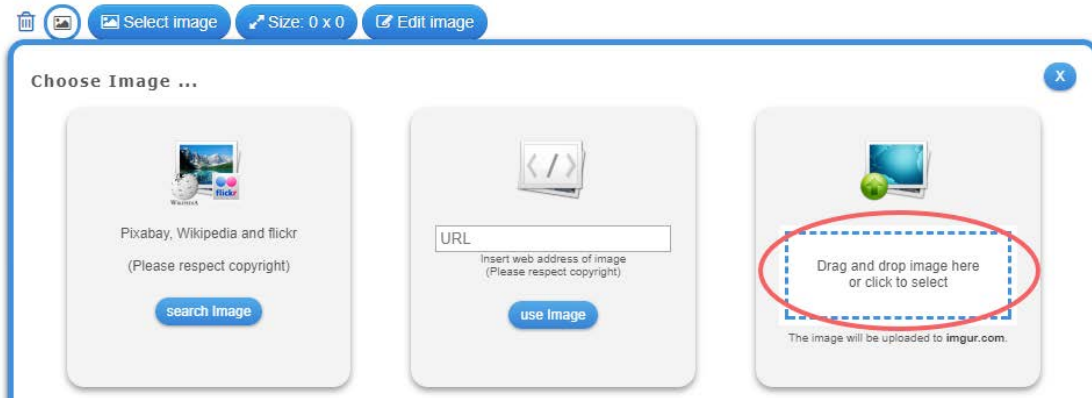 Select image
Size: 0 x 0
Edit image
Choose Image ...
X
WIKIPEDIA
flickr
Pixabay, Wikipedia and flickr
(Please respect copyright)
search Image
</>
URL
Insert web address of image
(Please respect copyright)
use Image
Drag and drop image here
or click to select
The image will be uploaded to imgur.com.